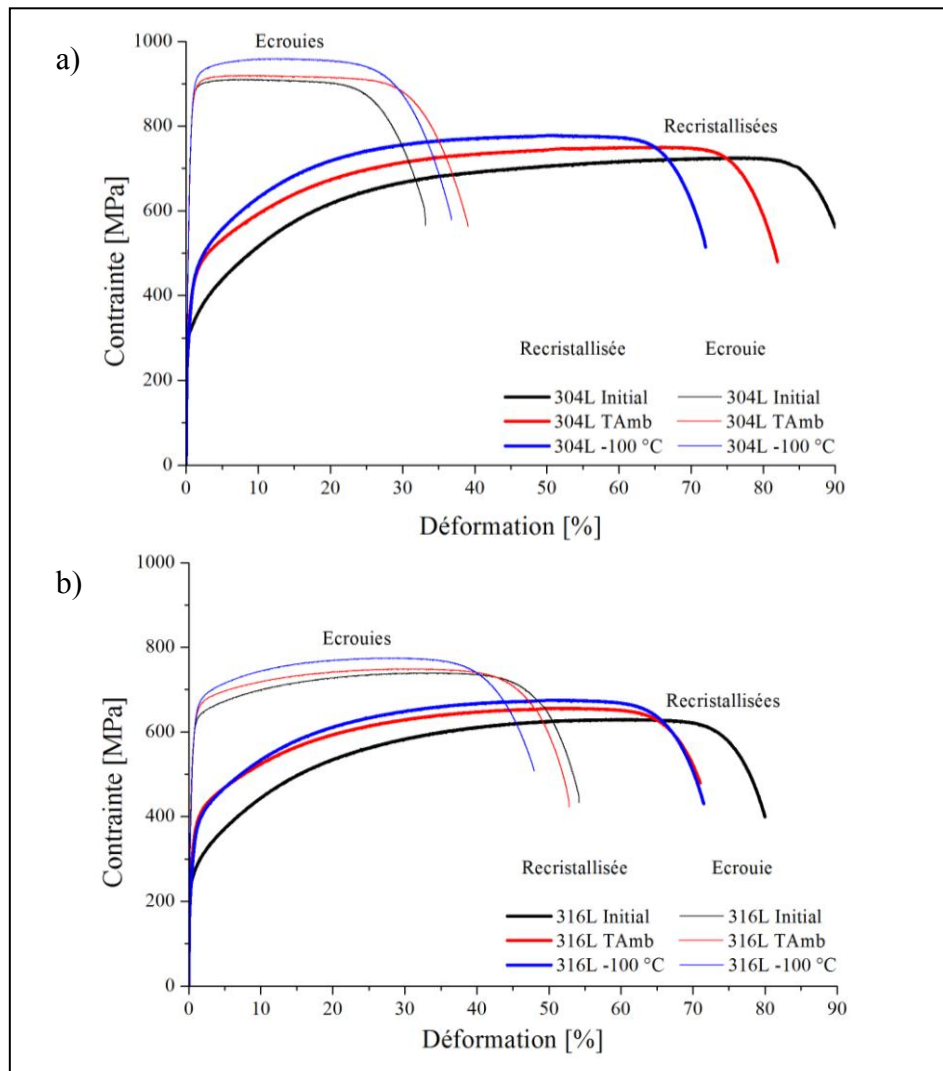 a)
1000
800
600
400
200
0
Contrainte [MPa]
Ecrouies
Recristallisées
Recristallisée Ecrouie
304L Initial 304L Initial
304L TAmb 304L TAmb
304L -100 °C 304L -100 °C
0 10 20 30 40 50 60 70 80 90
Déformation [%]
b)
1000
800
600
400
200
0
Contrainte [MPa]
Ecrouies
Recristallisées
Recristallisée Ecrouie
316L Initial 316L Initial
316L TAmb 316L TAmb
316L -100 °C 316L -100 °C
0 10 20 30 40 50 60 70 80 90
Déformation [%]